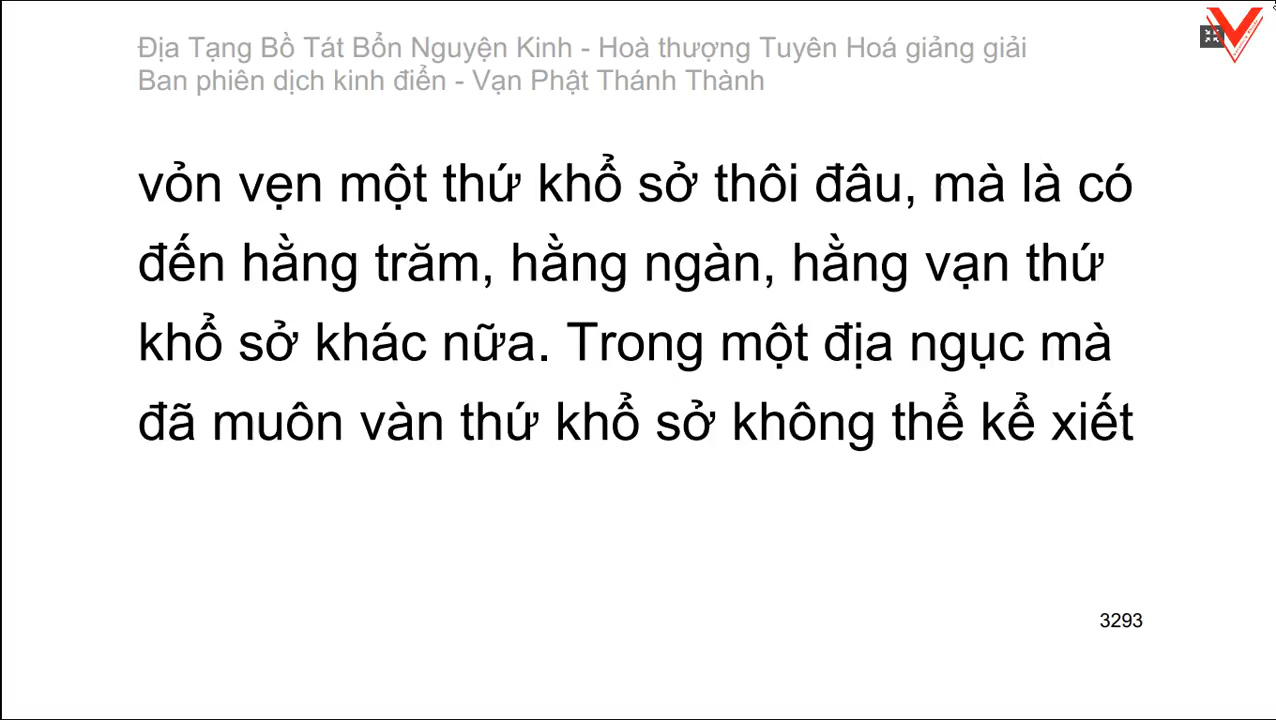 Địa Tạng Bồ Tát Bổn Nguyện Kinh - Hoà thượng Tuyên Hoá giảng giải
Ban phiên dịch kinh điển - Vạn Phật Thánh Thành
vỏn vẹn một thứ khổ sở thôi đâu, mà là có
đến hằng trăm, hằng ngàn, hằng vạn thứ
khổ sở khác nữa. Trong một địa ngục mà
đã muôn vàn thứ khổ sở không thể kể xiết
3293